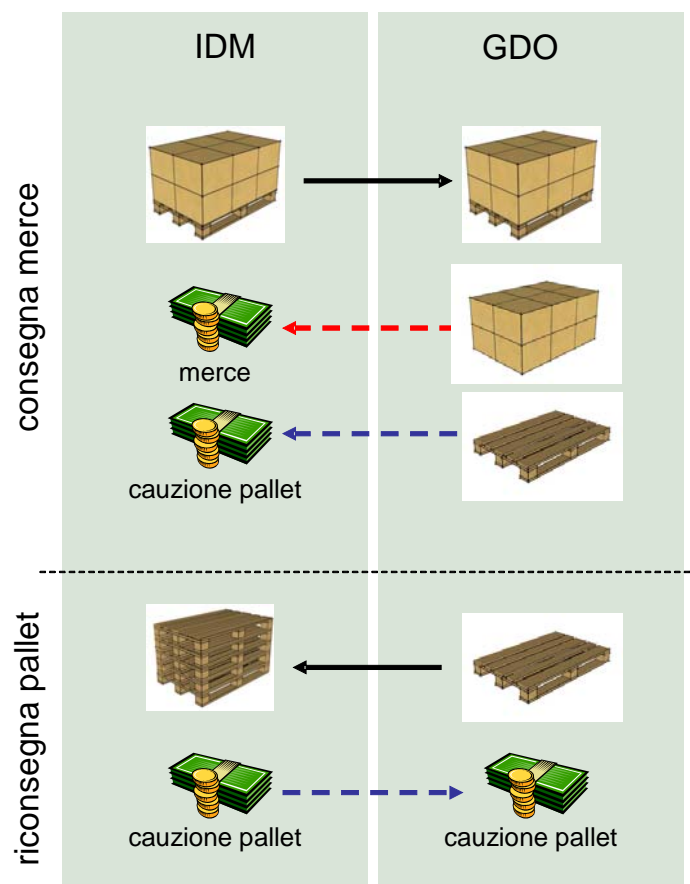 IDM
GDO
consegna merce
merce
cauzione pallet
riconsegna pallet
cauzione pallet
cauzione pallet